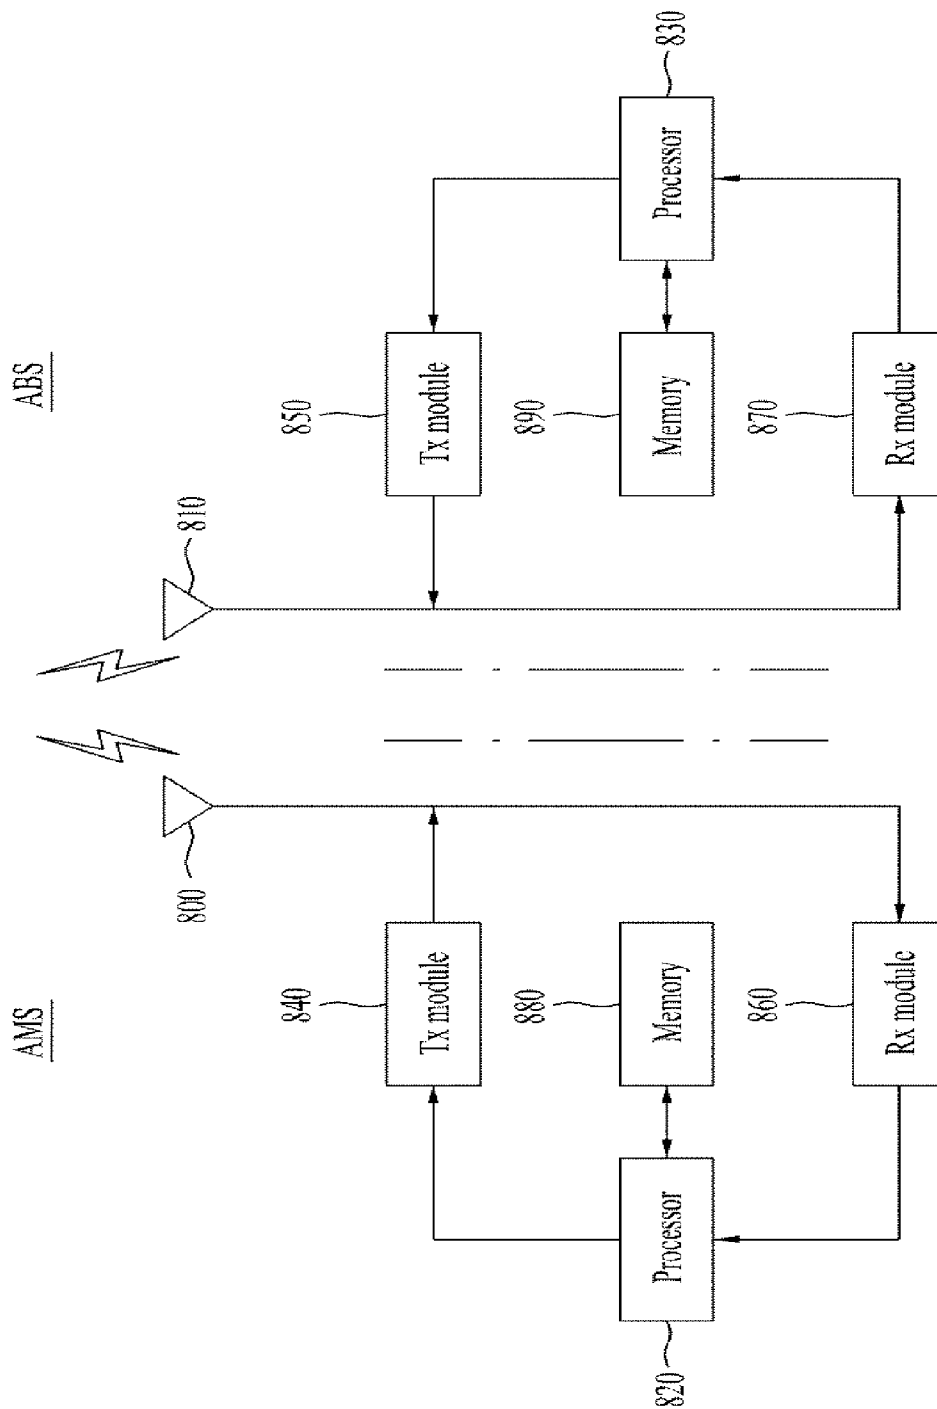 AMS
ABS
800
810
840
Tx module
850
Tx module
820
Processor
880
Memory
890
Memory
830
Processor
860
Rx module
870
Rx module